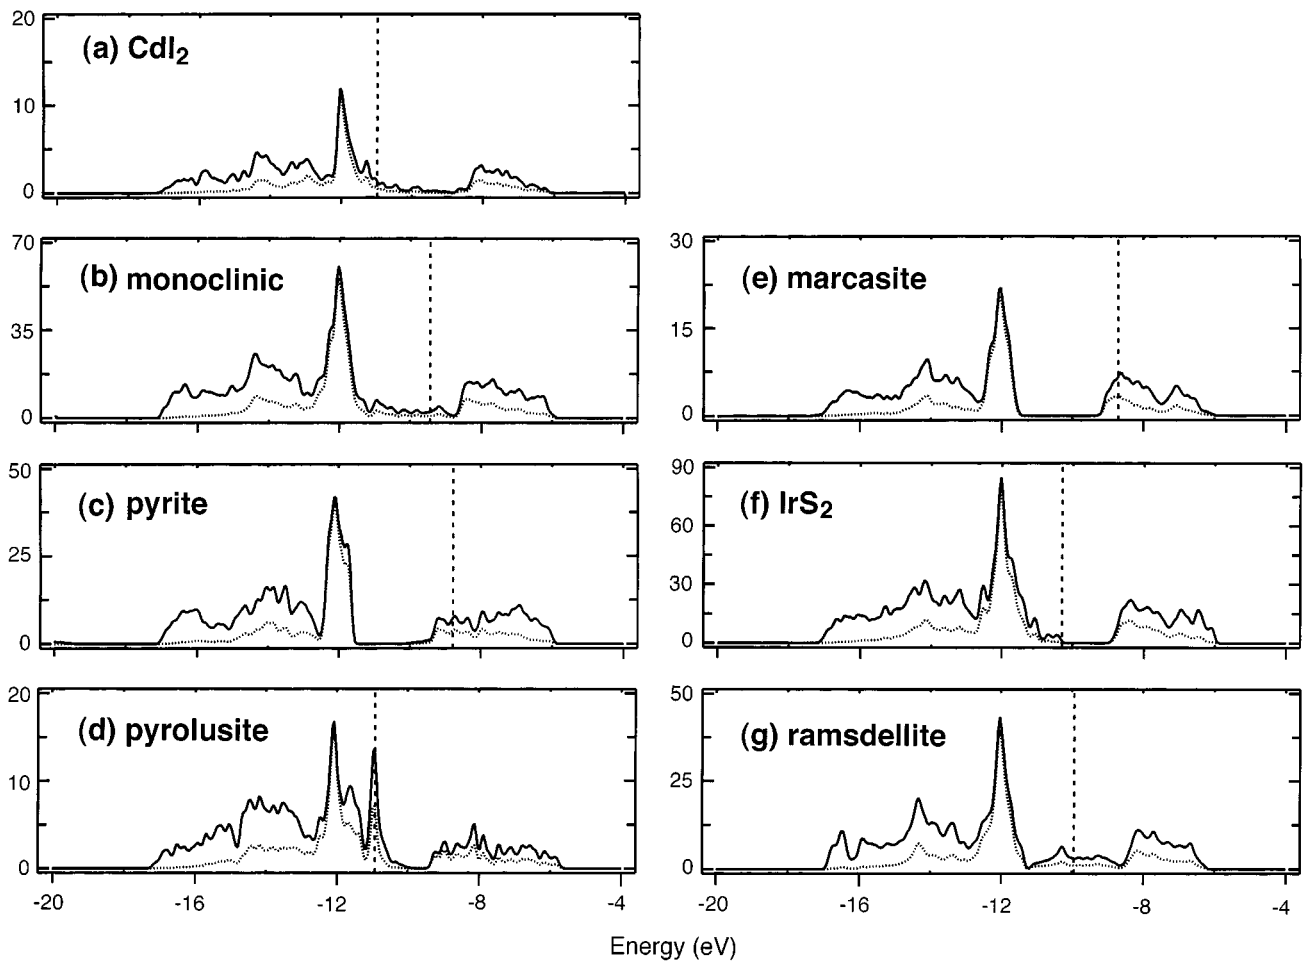 20
10
0
(a) CdI2
70
35
0
(b) monoclinic
30
15
0
(e) marcasite
50
25
0
(c) pyrite
90
60
30
0
(f) IrS2
20
10
0
(d) pyrolusite
50
25
0
(g) ramsdellite
-20 -16 -12 -8 -4
-20 -16 -12 -8 -4
Energy (eV)